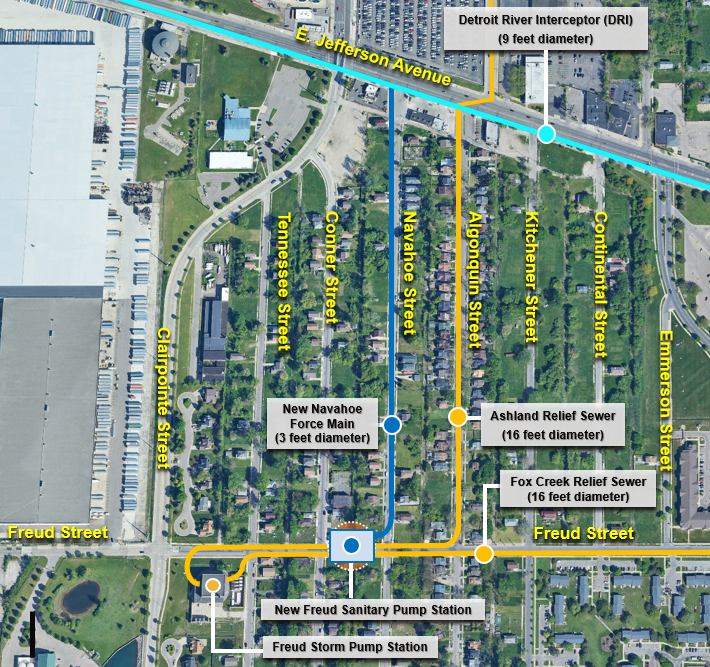 Detroit River Interceptor (DRI)
(9 feet diameter)
E. Jefferson Avenue
Tennessee Street
Conner Street
Navahoe Street
Algonquin Street
Kitchener Street
Continental Street
Emmerson Street
Clairpointe Street
New Navahoe
Force Main
(3 feet diameter)
Ashland Relief Sewer
(16 feet diameter)
Fox Creek Relief Sewer
(16 feet diameter)
Freud Street
Freud Street
New Freud Sanitary Pump Station
Freud Storm Pump Station